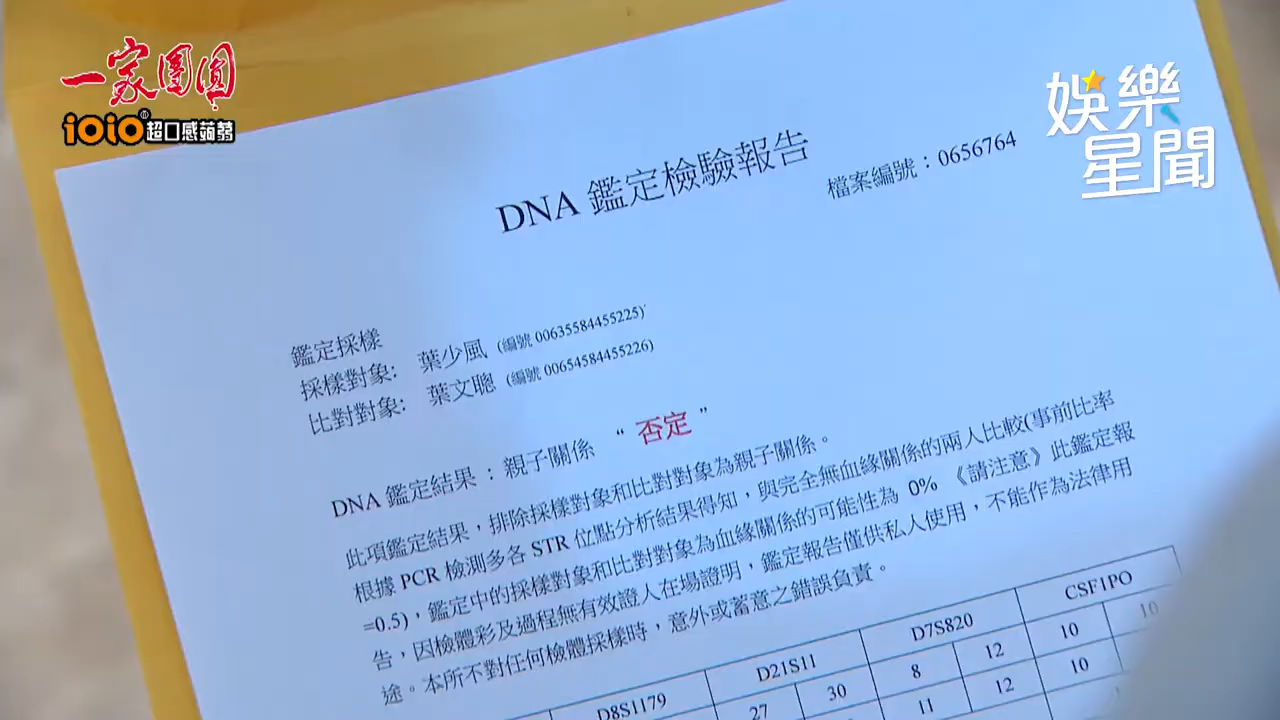 一家團圓
iOiO®超口感蒟蒻
娛樂
星聞
DNA 鑑定檢驗報告
檔案編號：0656764
鑑定採樣
採樣對象: 葉少風 (編號 00635584455225)
比對對象: 葉文聰 (編號 00654584455226)
DNA 鑑定結果 : 親子關係 “ 否定 ”
此項鑑定結果，排除採樣對象和比對對象為親子關係。
根據 PCR 檢測多各 STR 位點分析結果得知，與完全無血緣關係的兩人比較(事前比率
=0.5)，鑑定中的採樣對象和比對對象為血緣關係的可能性為 0% 《請注意》此鑑定報
告，因檢體彩及過程無有效證人在場證明，鑑定報告僅供私人使用，不能作為法律用
途。本所不對任何檢體採樣時，意外或蓄意之錯誤負責。
D8S1179 D21S11 D7S820 CSF1PO
27 30 8 12 10 10
11 12 10